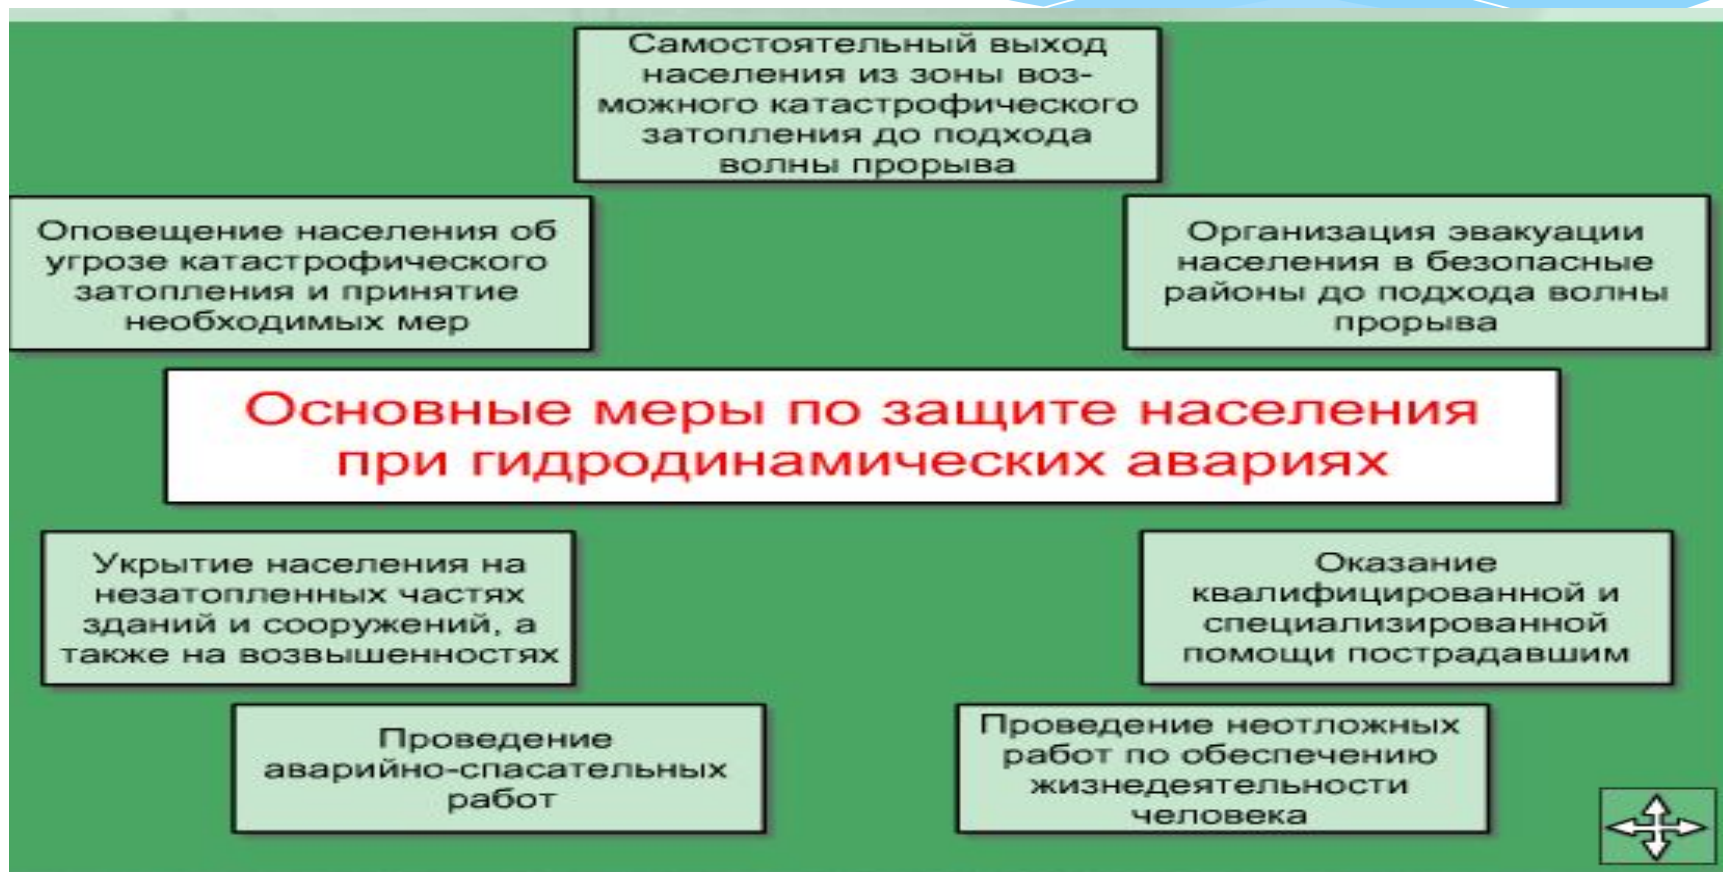 Самостоятельный выход
населения из зоны воз-
можного катастрофического
затопления до подхода
волны прорыва
Оповещение населения об
угрозе катастрофического
затопления и принятие
необходимых мер
Организация эвакуации
населения в безопасные
районы до подхода волны
прорыва
Основные меры по защите населения
при гидродинамических авариях
Укрытие населения на
незатопленных частях
зданий и сооружений, а
также на возвышенностях
Оказание
квалифицированной и
специализированной
помощи пострадавшим
Проведение
аварийно-спасательных
работ
Проведение неотложных
работ по обеспечению
жизнедеятельности
человека